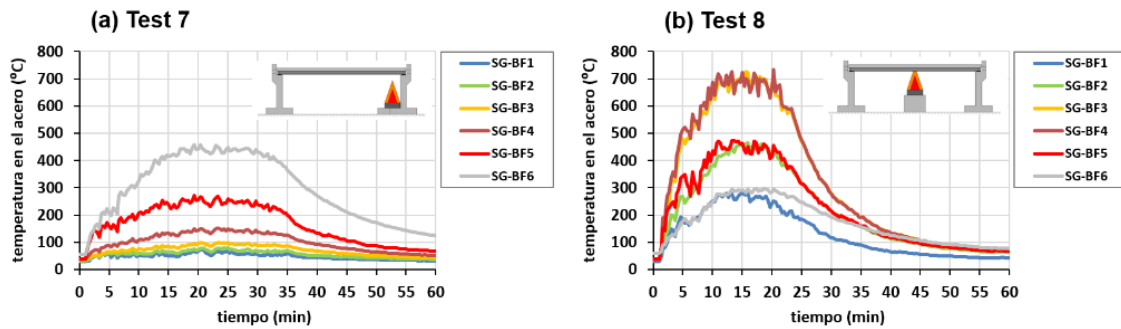 (a) Test 7
temperatura en el acero (°C)
800
700
600
500
400
300
200
100
0
0 5 10 15 20 25 30 35 40 45 50 55 60
tiempo (min)
SG-BF1
SG-BF2
SG-BF3
SG-BF4
SG-BF5
SG-BF6
(b) Test 8
temperatura en el acero (°C)
800
700
600
500
400
300
200
100
0
0 5 10 15 20 25 30 35 40 45 50 55 60
tiempo (min)
SG-BF1
SG-BF2
SG-BF3
SG-BF4
SG-BF5
SG-BF6